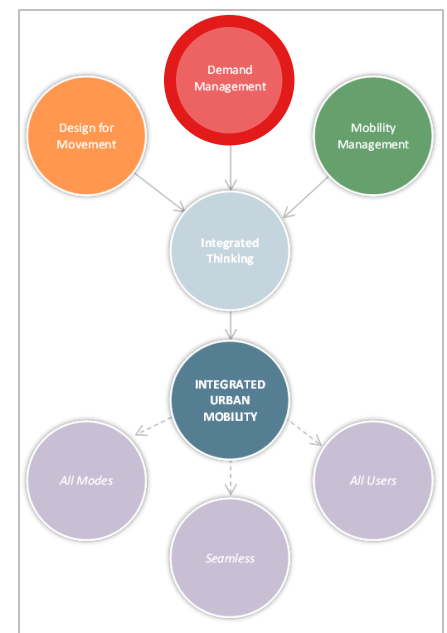 Demand
Management
Design for
Movement
Mobility
Management
Integrated
Thinking
INTEGRATED
URBAN
MOBILITY
All Modes
All Users
Seamless